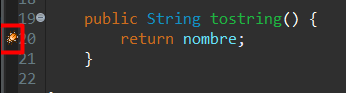 19 public String tostring() {
20 return nombre;
21 }
22